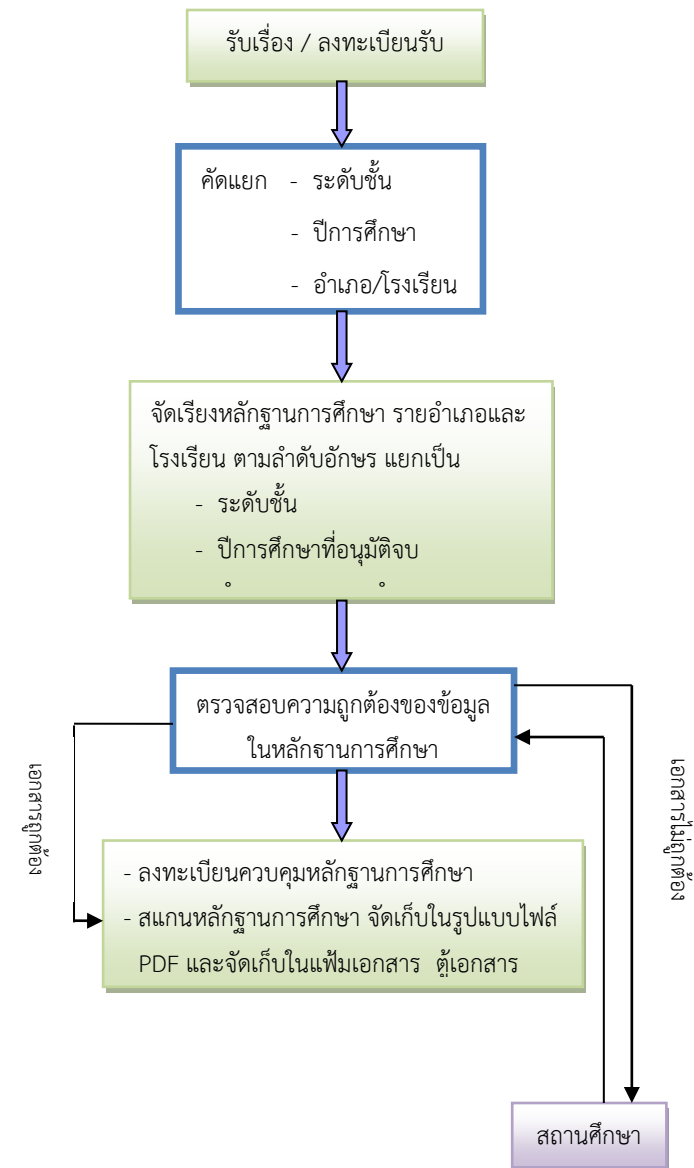 รับเรื่อง / ลงทะเบียนรับ
คัดแยก - ระดับชั้น
- ปีการศึกษา
- อำเภอ/โรงเรียน
จัดเรียงหลักฐานการศึกษา รายอำเภอและ
โรงเรียน ตามลำดับอักษร แยกเป็น
- ระดับชั้น
- ปีการศึกษาที่อนุมัติจบ
ตรวจสอบความถูกต้องของข้อมูล
ในหลักฐานการศึกษา
เอกสารถูกต้อง
เอกสารไม่ถูกต้อง
- ลงทะเบียนควบคุมหลักฐานการศึกษา
- สแกนหลักฐานการศึกษา จัดเก็บในรูปแบบไฟล์
PDF และจัดเก็บในแฟ้มเอกสาร ตู้เอกสาร
สถานศึกษา